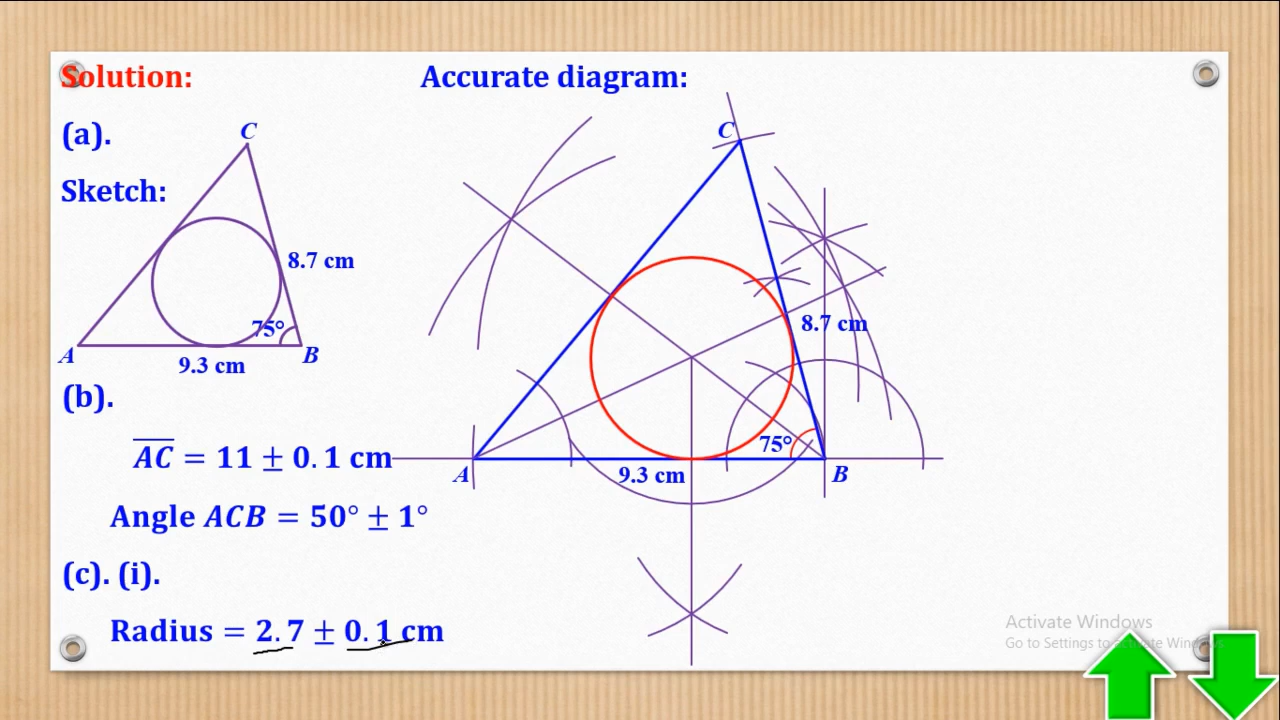 Solution:
(a).
Sketch:
C
8.7 cm
75°
A
B
9.3 cm
(b).
AC = 11 ± 0.1 cm
Angle ACB = 50° ± 1°
(c). (i).
Radius = 2.7 ± 0.1 cm
Accurate diagram:
C
8.7 cm
75°
A
9.3 cm
B
Activate Windows
Go to Settings to activate Windows